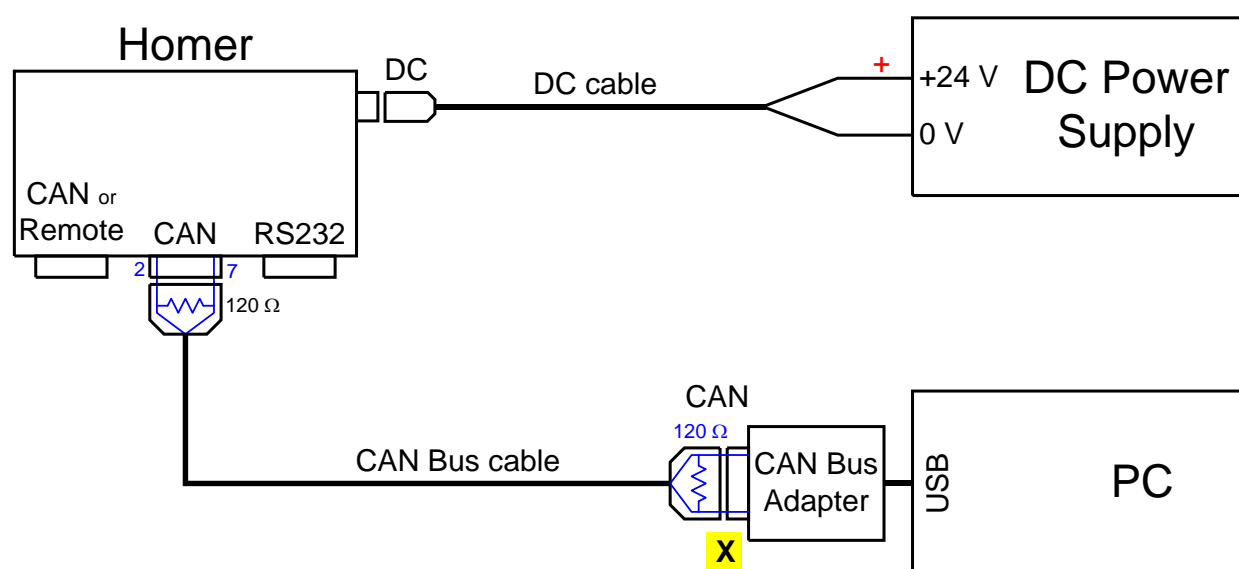 Homer
DC
DC cable
+
+24 V
0 V
DC Power
Supply
CAN or
Remote
CAN
RS232
2
7
120 Ω
CAN
120 Ω
CAN Bus cable
CAN Bus
Adapter
USB
PC
X